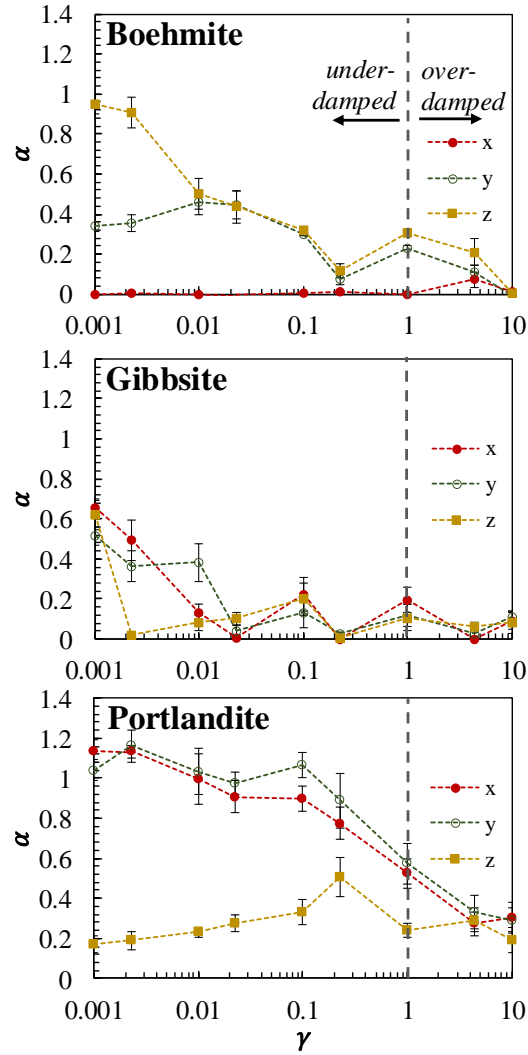 Boehmite
1.4
1.2
1
0.8
0.6
0.4
0.2
0
α
under-
damped
over-
damped
x
y
z
0.001 0.01 0.1 1 10
Gibbsite
1.4
1.2
1
0.8
0.6
0.4
0.2
0
α
x
y
z
0.001 0.01 0.1 1 10
Portlandite
1.4
1.2
1
0.8
0.6
0.4
0.2
0
α
x
y
z
0.001 0.01 0.1 1 10
γ